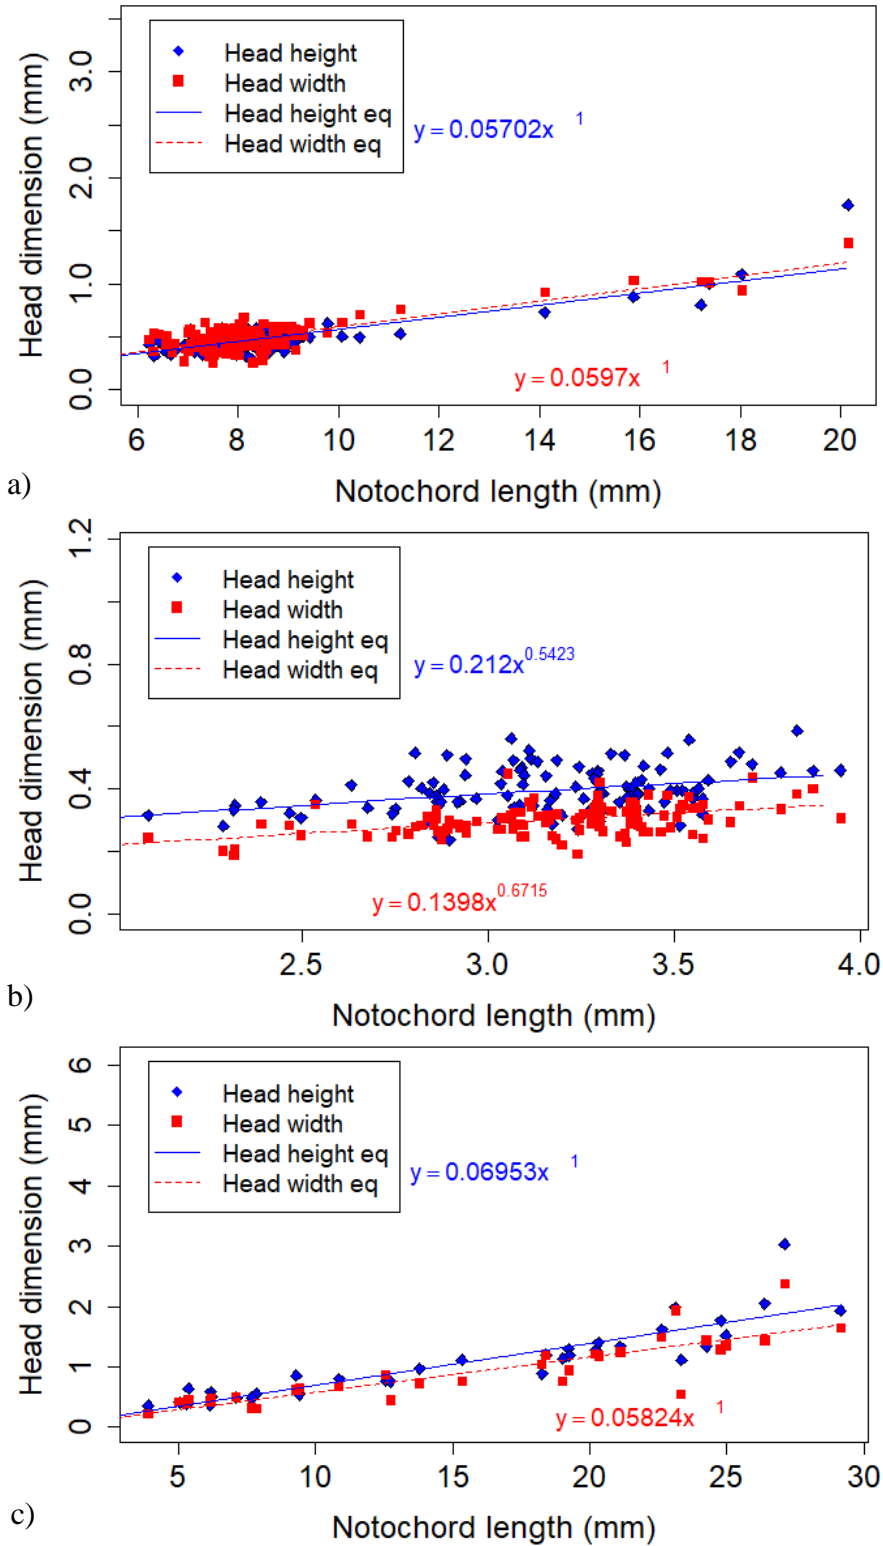 Head dimension (mm)
3.0
2.0
1.0
0.0
Head height
Head width
Head height eq
Head width eq
y = 0.05702x 1
y = 0.0597x 1
6 8 10 12 14 16 18 20
a)
Notochord length (mm)
Head dimension (mm)
1.2
0.8
0.4
0.0
Head height
Head width
Head height eq
Head width eq
y = 0.212x0.5423
y = 0.1398x0.6715
2.5 3.0 3.5 4.0
b)
Notochord length (mm)
Head dimension (mm)
6
5
4
3
2
1
0
Head height
Head width
Head height eq
Head width eq
y = 0.06953x 1
y = 0.05824x 1
5 10 15 20 25 30
c)
Notochord length (mm)